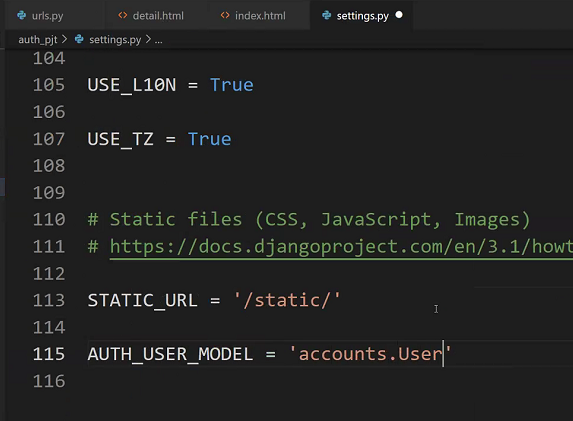 urls.py
detail.html
index.html
settings.py
auth_pjt > settings.py > ...
104
105 USE_L10N = True
106
107 USE_TZ = True
108
109
110 # Static files (CSS, JavaScript, Images)
111 # https://docs.djangoproject.com/en/3.1/howt
112
113 STATIC_URL = '/static/'
114
115 AUTH_USER_MODEL = 'accounts.User'
116